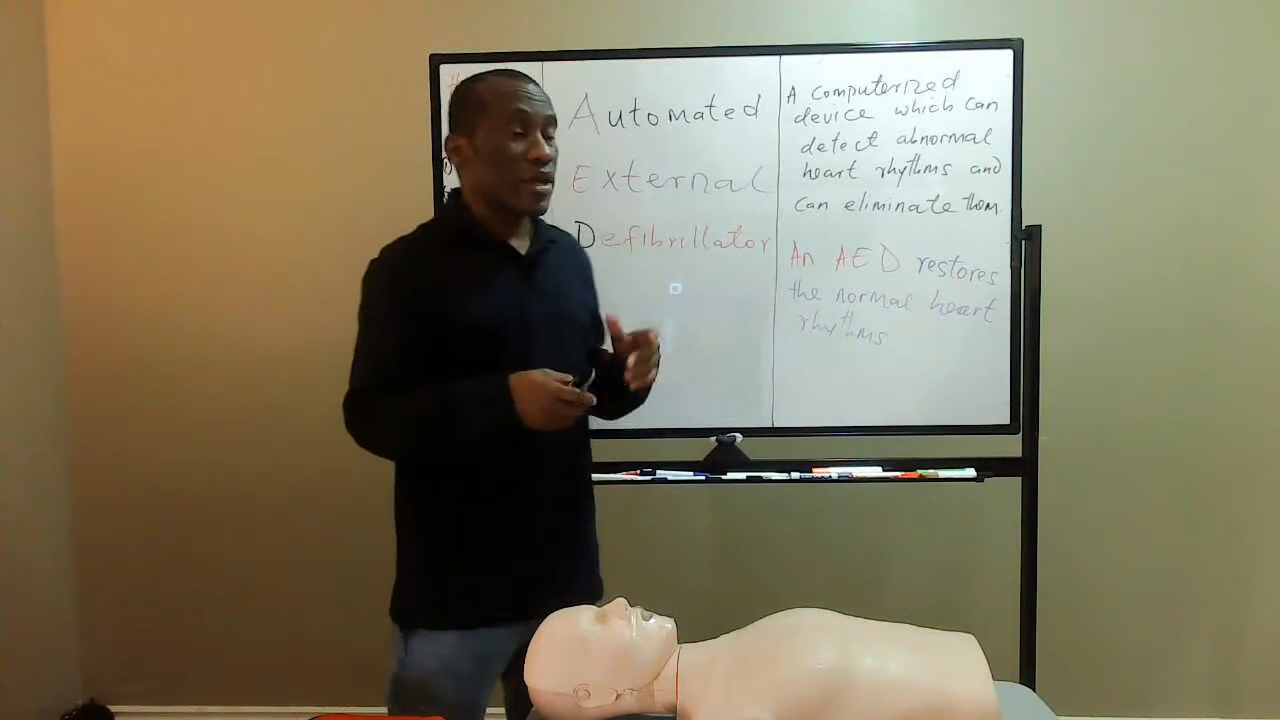 Automated
External
Defibrillator
A computerized
device which can
detect abnormal
heart rhythms and
can eliminate them
An AED restores
the normal heart
rhythms